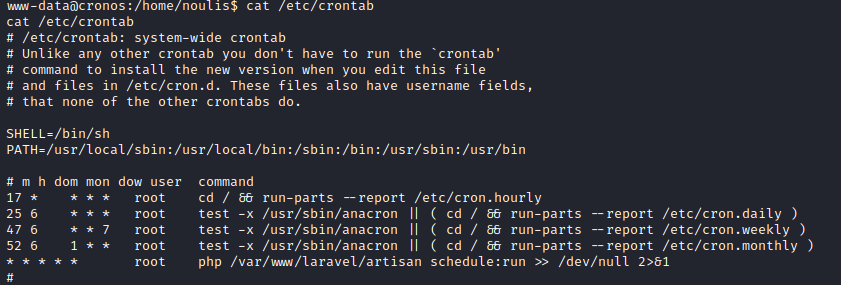 www-data@cronos:/home/noulis$ cat /etc/crontab
cat /etc/crontab
# /etc/crontab: system-wide crontab
# Unlike any other crontab you don't have to run the `crontab'
# command to install the new version when you edit this file
# and files in /etc/cron.d. These files also have username fields,
# that none of the other crontabs do.

SHELL=/bin/sh
PATH=/usr/local/sbin:/usr/local/bin:/sbin:/bin:/usr/sbin:/usr/bin

# m h dom mon dow user  command
17 *    * * *   root    cd / && run-parts --report /etc/cron.hourly
25 6    * * *   root    test -x /usr/sbin/anacron || ( cd / && run-parts --report /etc/cron.daily )
47 6    * * 7   root    test -x /usr/sbin/anacron || ( cd / && run-parts --report /etc/cron.weekly )
52 6    1 * *   root    test -x /usr/sbin/anacron || ( cd / && run-parts --report /etc/cron.monthly )
* * * * *       root    php /var/www/laravel/artisan schedule:run >> /dev/null 2>&1
#